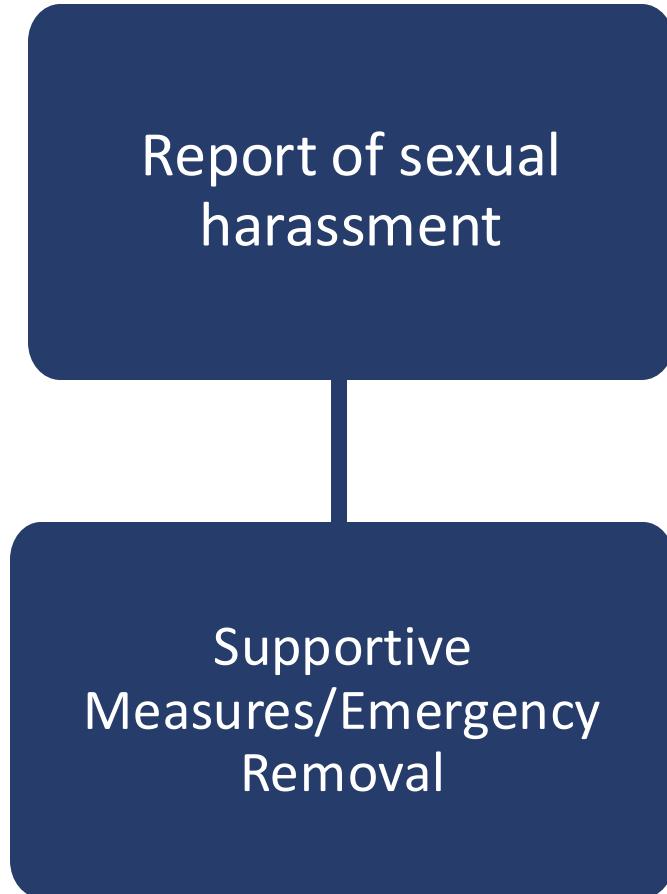 Report of sexual
harassment
Supportive
Measures/Emergency
Removal